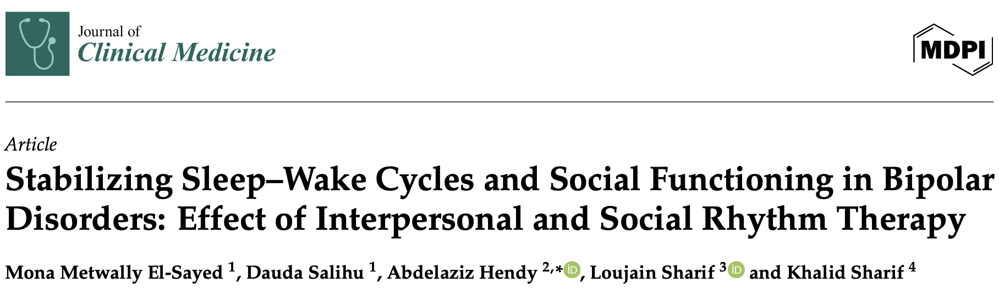 Journal of
Clinical Medicine
MDPI
Article
Stabilizing Sleep–Wake Cycles and Social Functioning in Bipolar
Disorders: Effect of Interpersonal and Social Rhythm Therapy
Mona Metwally El-Sayed 1, Dauda Salihu 1, Abdelaziz Hendy 2,* iD, Loujain Sharif 3 iD and Khalid Sharif 4